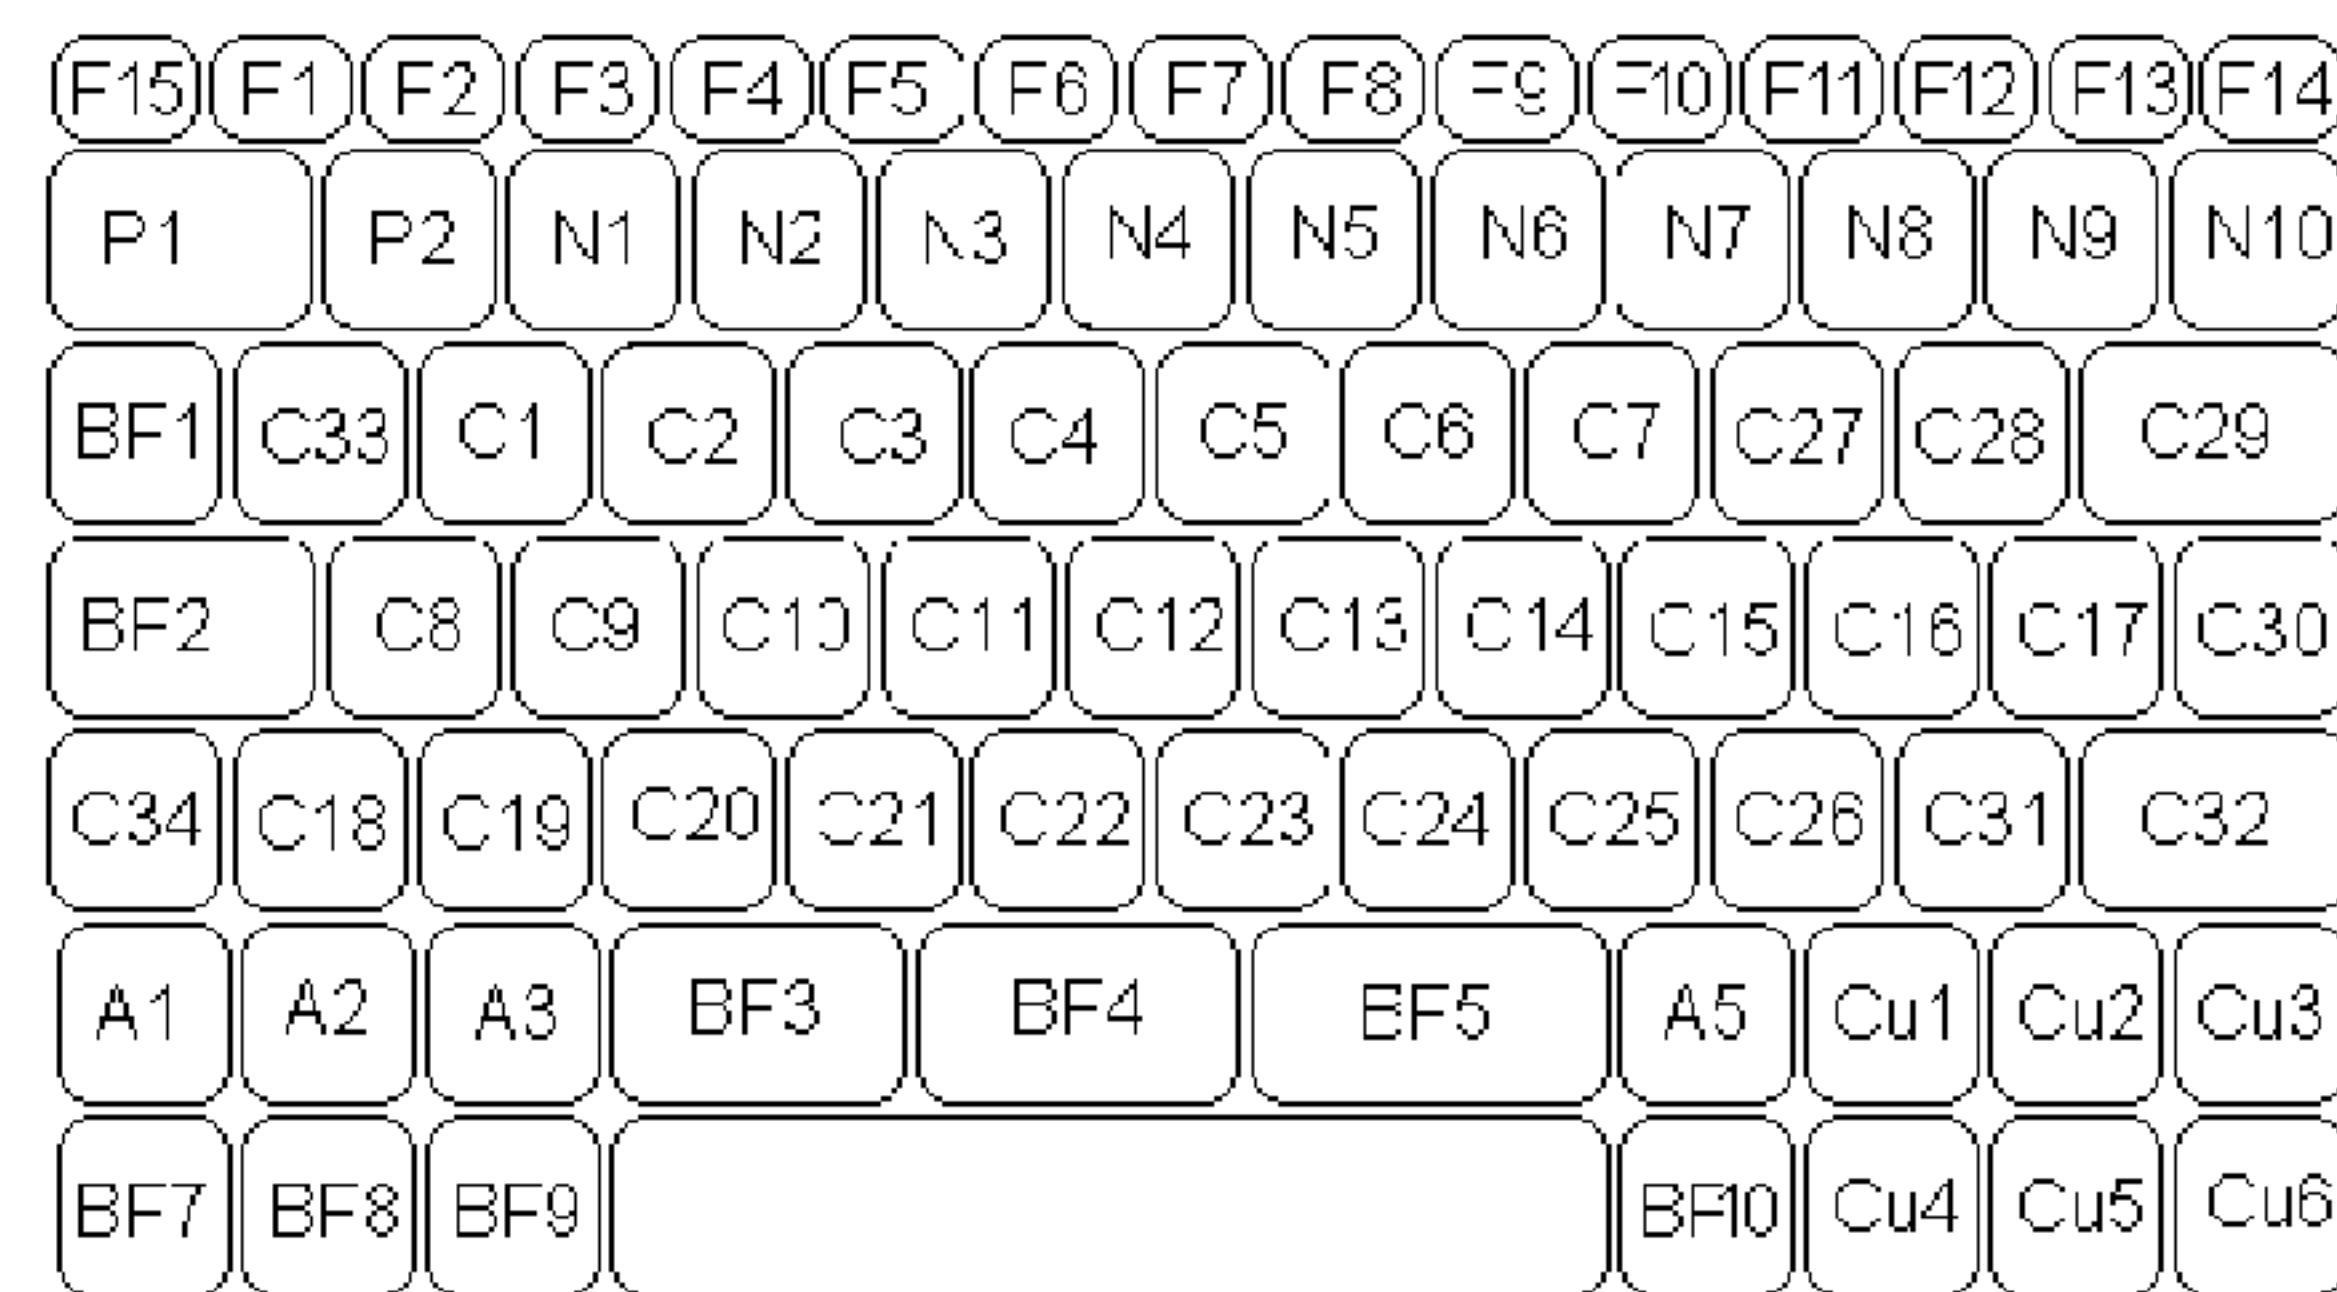 F15 F1 F2 F3 F4 F5 F6 F7 F8 F9 F10 F11 F12 F13 F14
P1 P2 N1 N2 N3 N4 N5 N6 N7 N8 N9 N10
BF1 C33 C1 C2 C3 C4 C5 C6 C7 C27 C28 C29
BF2 C8 C9 C10 C11 C12 C13 C14 C15 C16 C17 C30
C34 C18 C19 C20 C21 C22 C23 C24 C25 C26 C31 C32
A1 A2 A3 BF3 BF4 BF5 A5 Cu1 Cu2 Cu3
BF7 BF8 BF9 BF10 Cu4 Cu5 Cu6